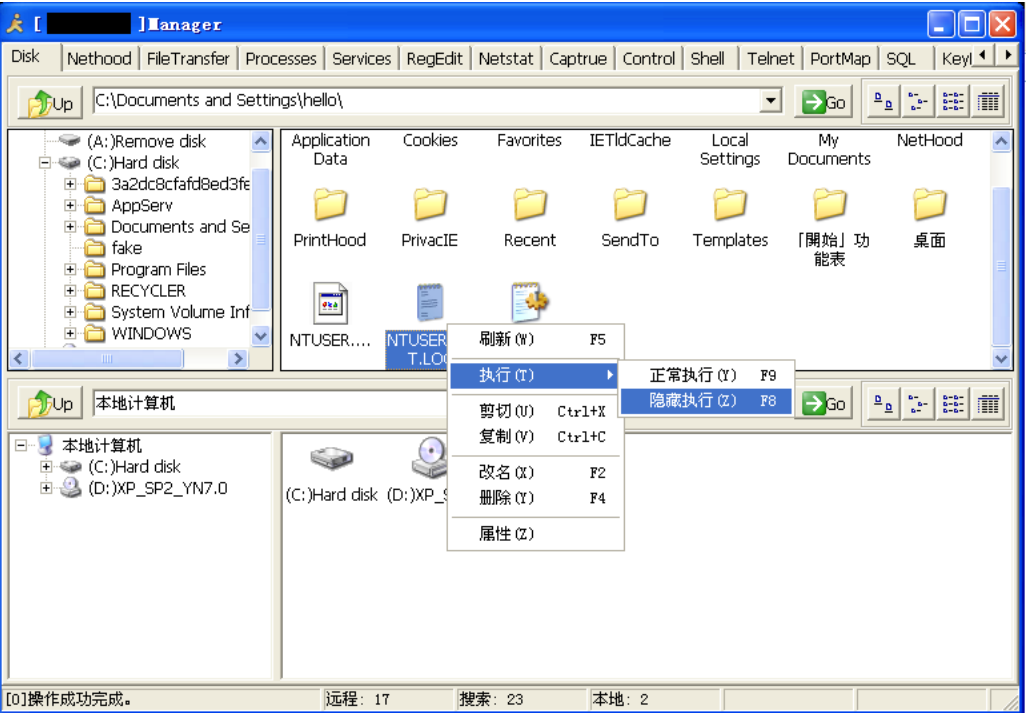 [ ]Manager
Disk Nethood FileTransfer Processes Services RegEdit Netstat Captrue Control Shell Telnet PortMap SQL Keyl
Up C:\Documents and Settings\hello\ Go
(A:)Remove disk
(C:)Hard disk
3a2dc8cfafd8ed3fe
AppServ
Documents and Se
fake
Program Files
RECYCLER
System Volume Inf
WINDOWS
Application Data Cookies Favorites IETldCache Local Settings My Documents NetHood
PrintHood PrivacIE Recent SendTo Templates 「開始」功能表 桌面
NTUSER.... NTUSER
T.LOG
刷新(W) F5
执行(T)
正常执行(Y) F9
隐藏执行(Z) F8
剪切(U) Ctrl+X
复制(V) Ctrl+C
改名(X) F2
删除(Y) F4
属性(Z)
Up 本地计算机 Go
本地计算机
(C:)Hard disk
(D:)XP_SP2_YN7.0
(C:)Hard disk (D:)XP_S
[0]操作成功完成。 远程: 17 搜索: 23 本地: 2